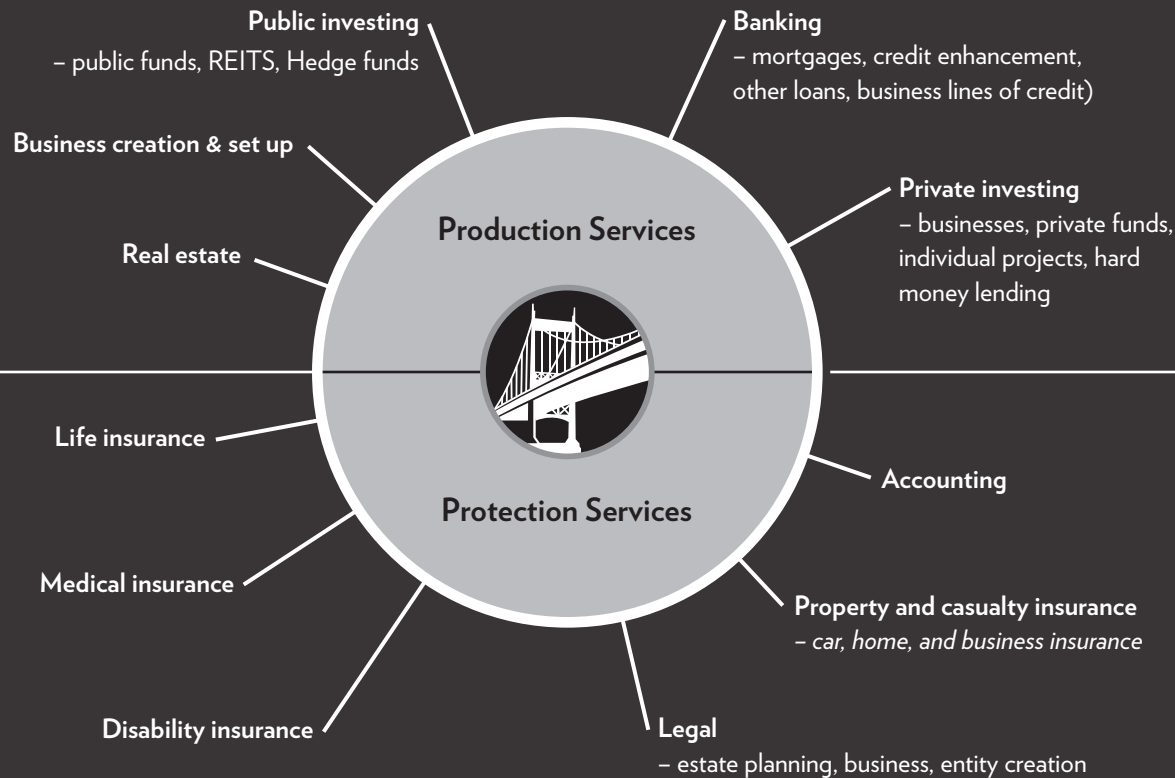 Public investing
– public funds, REITS, Hedge funds
Banking
– mortgages, credit enhancement,
other loans, business lines of credit)
Business creation & set up
Private investing
– businesses, private funds,
individual projects, hard
money lending
Production Services
Real estate
Life insurance
Accounting
Protection Services
Medical insurance
Property and casualty insurance
– car, home, and business insurance
Disability insurance
Legal
– estate planning, business, entity creation